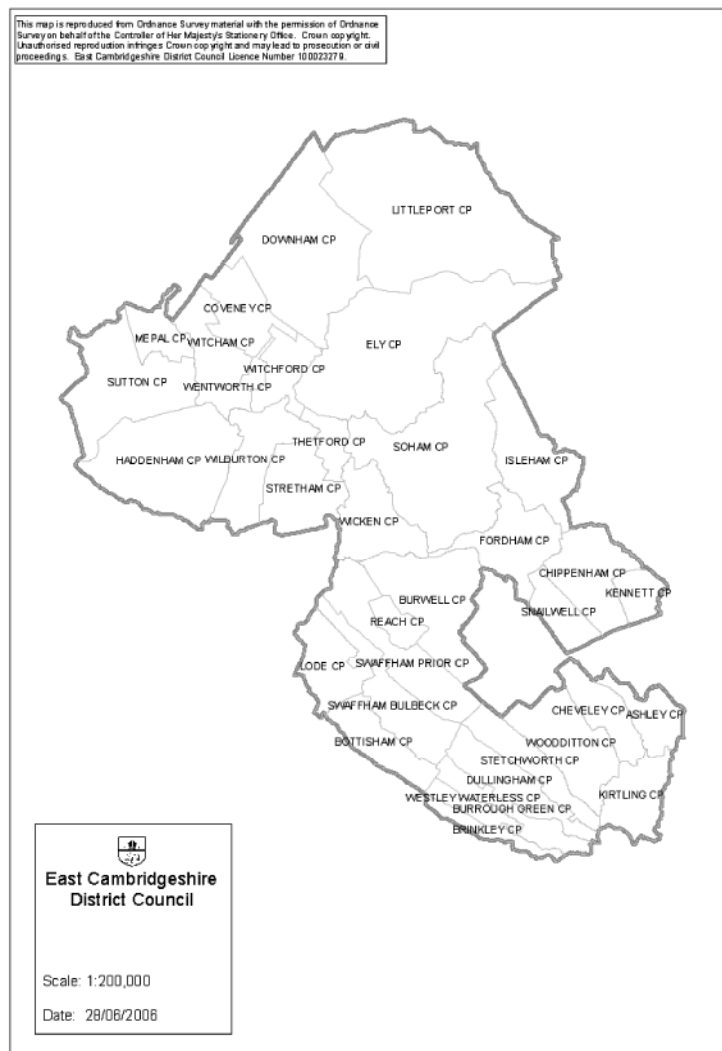 This map is reproduced from Ordnance Survey material with the permission of Ordnance
Survey on behalf of the Controller of Her Majesty's Stationery Office. Crown copyright.
Unauthorised reproduction infringes Crown copyright and may lead to prosecution or civil
proceedings. East Cambridgeshire District Council Licence Number 100023279.
LITTLEPORT CP
DOWNHAM CP
COVENEY CP
MEPAL CP
WITCHAM CP
ELY CP
WITCHFORD CP
SUTTON CP
WENTWORTH CP
THETFORD CP
SOHAM CP
HADDENHAM CP
WILBURTON CP
ISLEHAM CP
STRETHAM CP
WICKEN CP
FORDHAM CP
CHIPPENHAM CP
KENNETT CP
BURWELL CP
SNAILWELL CP
REACH CP
LODE CP
SWAFFHAM PRIOR CP
SWAFFHAM BULBECK CP
CHEVELEY CP
ASHLEY CP
BOTTISHAM CP
WOODDITTON CP
STETCHWORTH CP
DULLINGHAM CP
WESTLEY WATERLESS CP
KIRTLING CP
BURROUGH GREEN CP
BRINKLEY CP
East Cambridgeshire
District Council
Scale: 1:200,000
Date: 28/06/2006